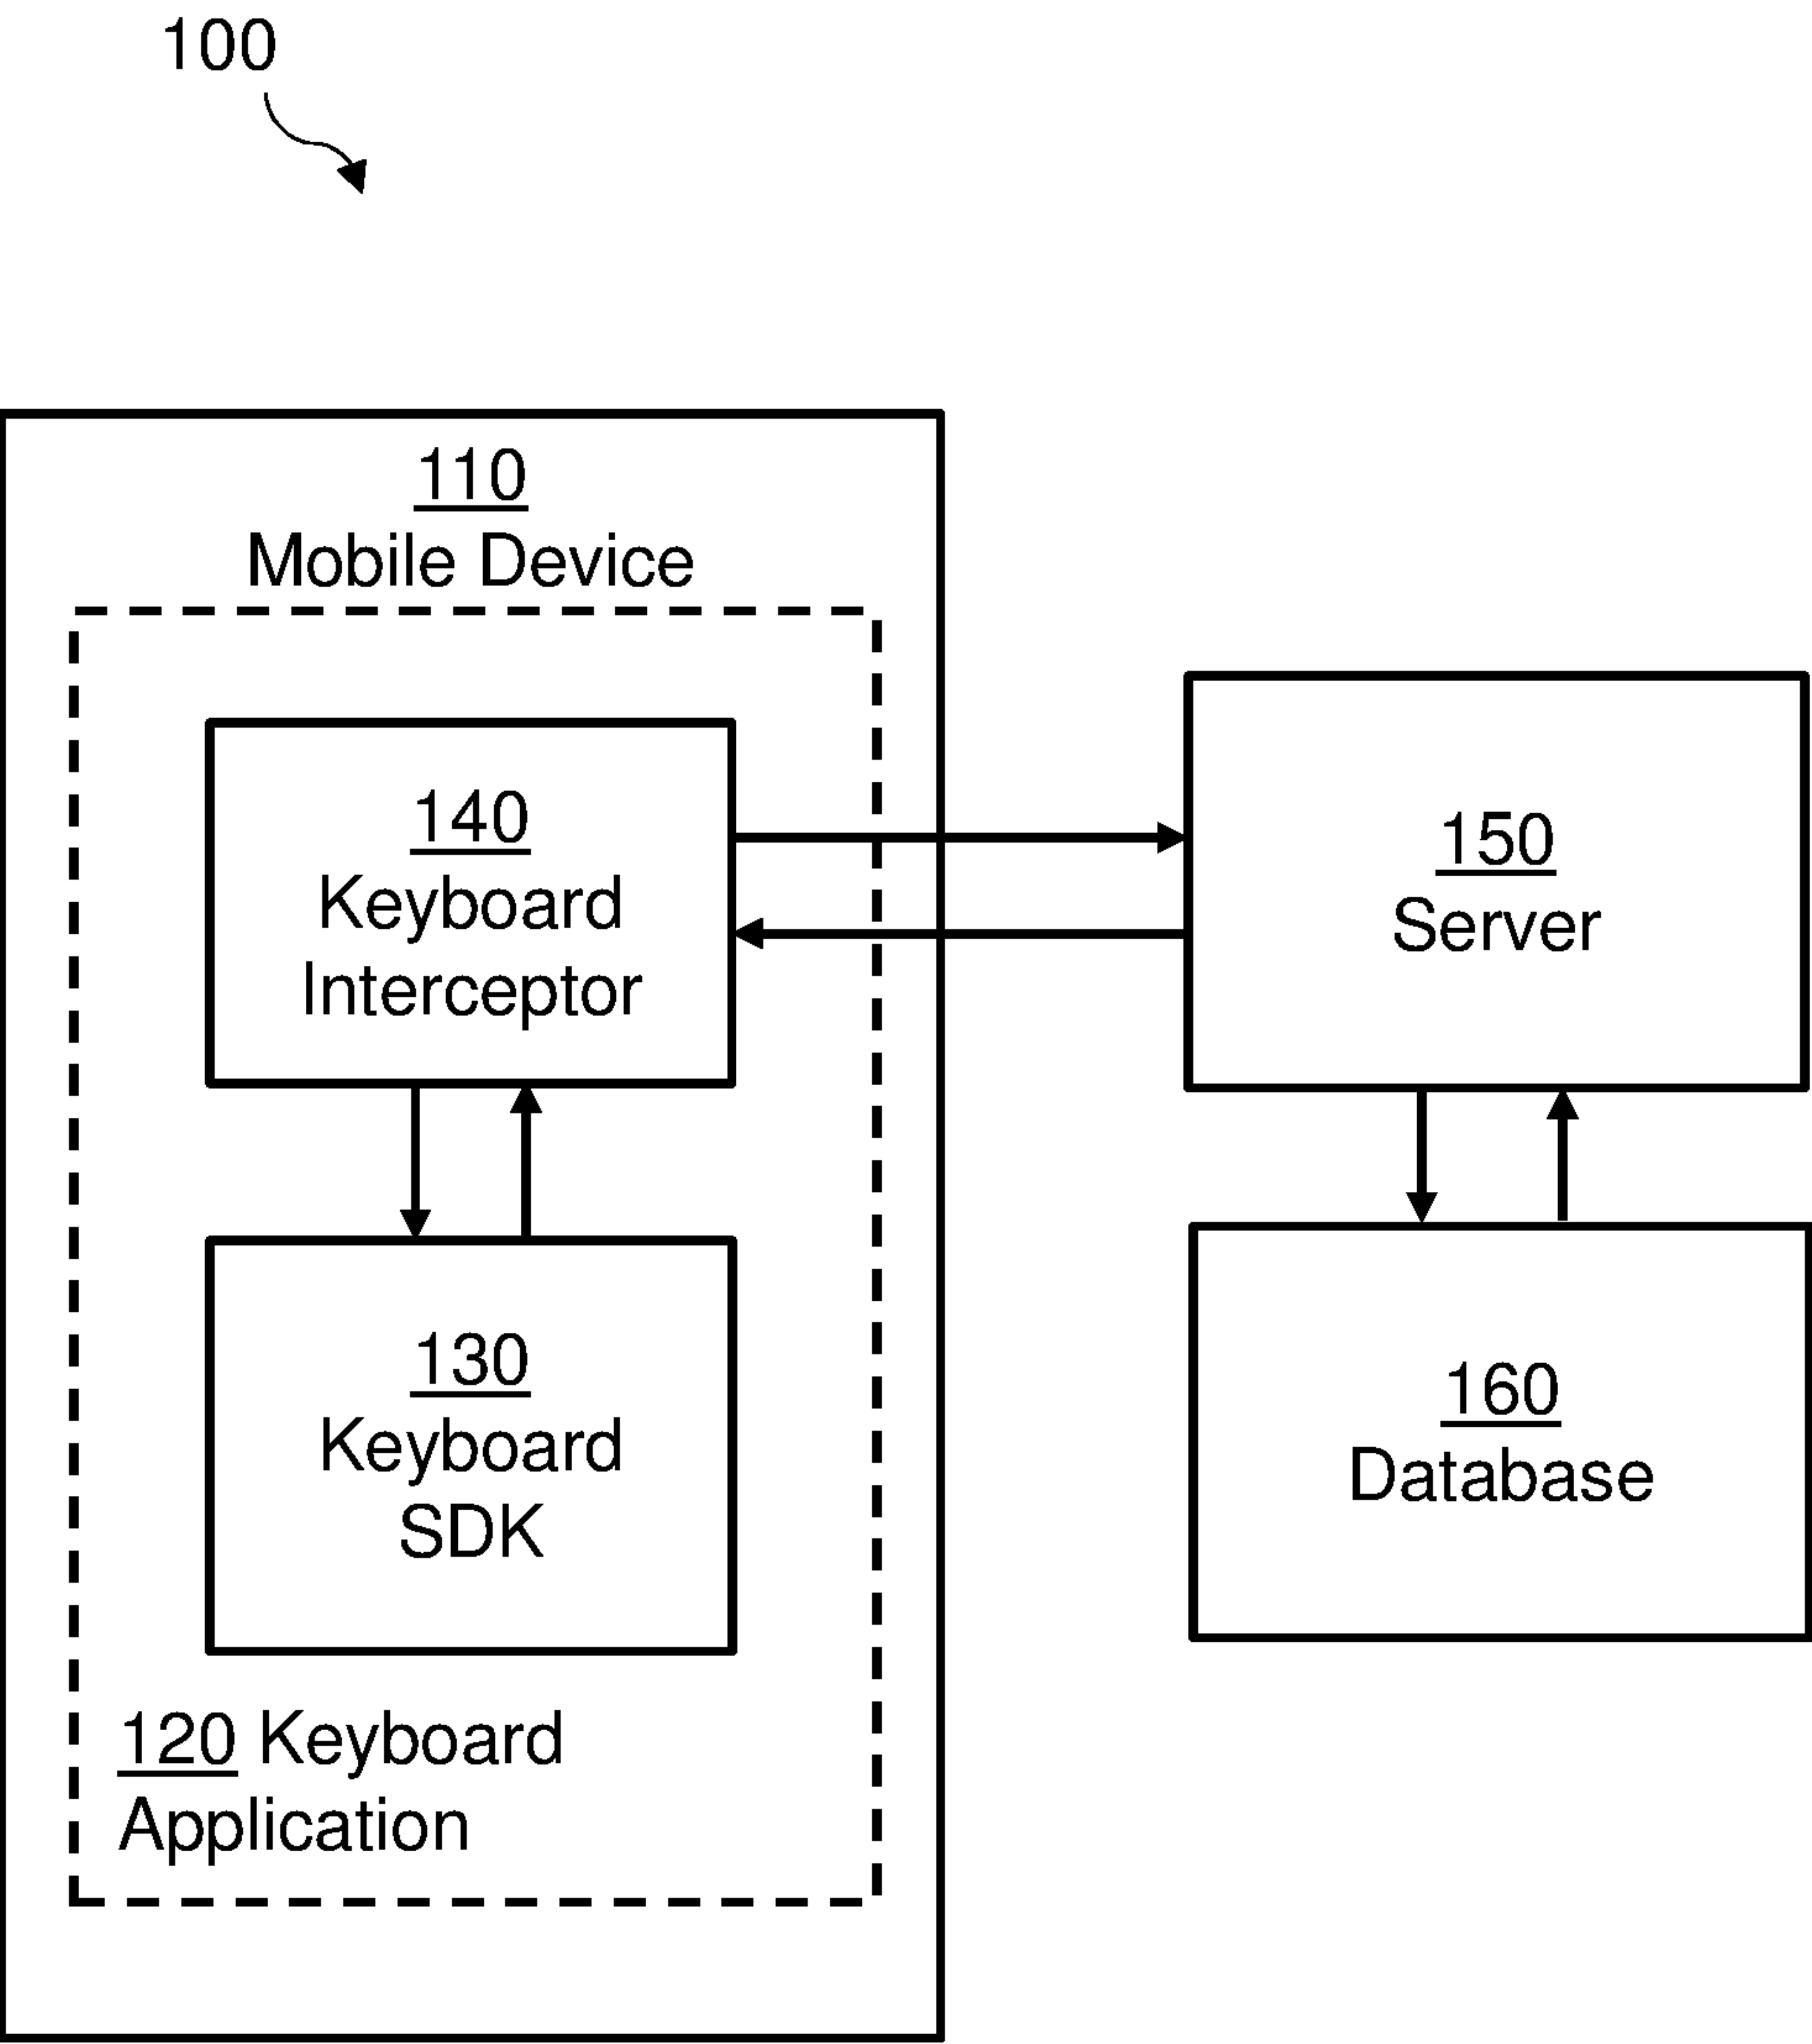 100
110
Mobile Device
140
Keyboard
Interceptor
130
Keyboard
SDK
120 Keyboard
Application
150
Server
160
Database